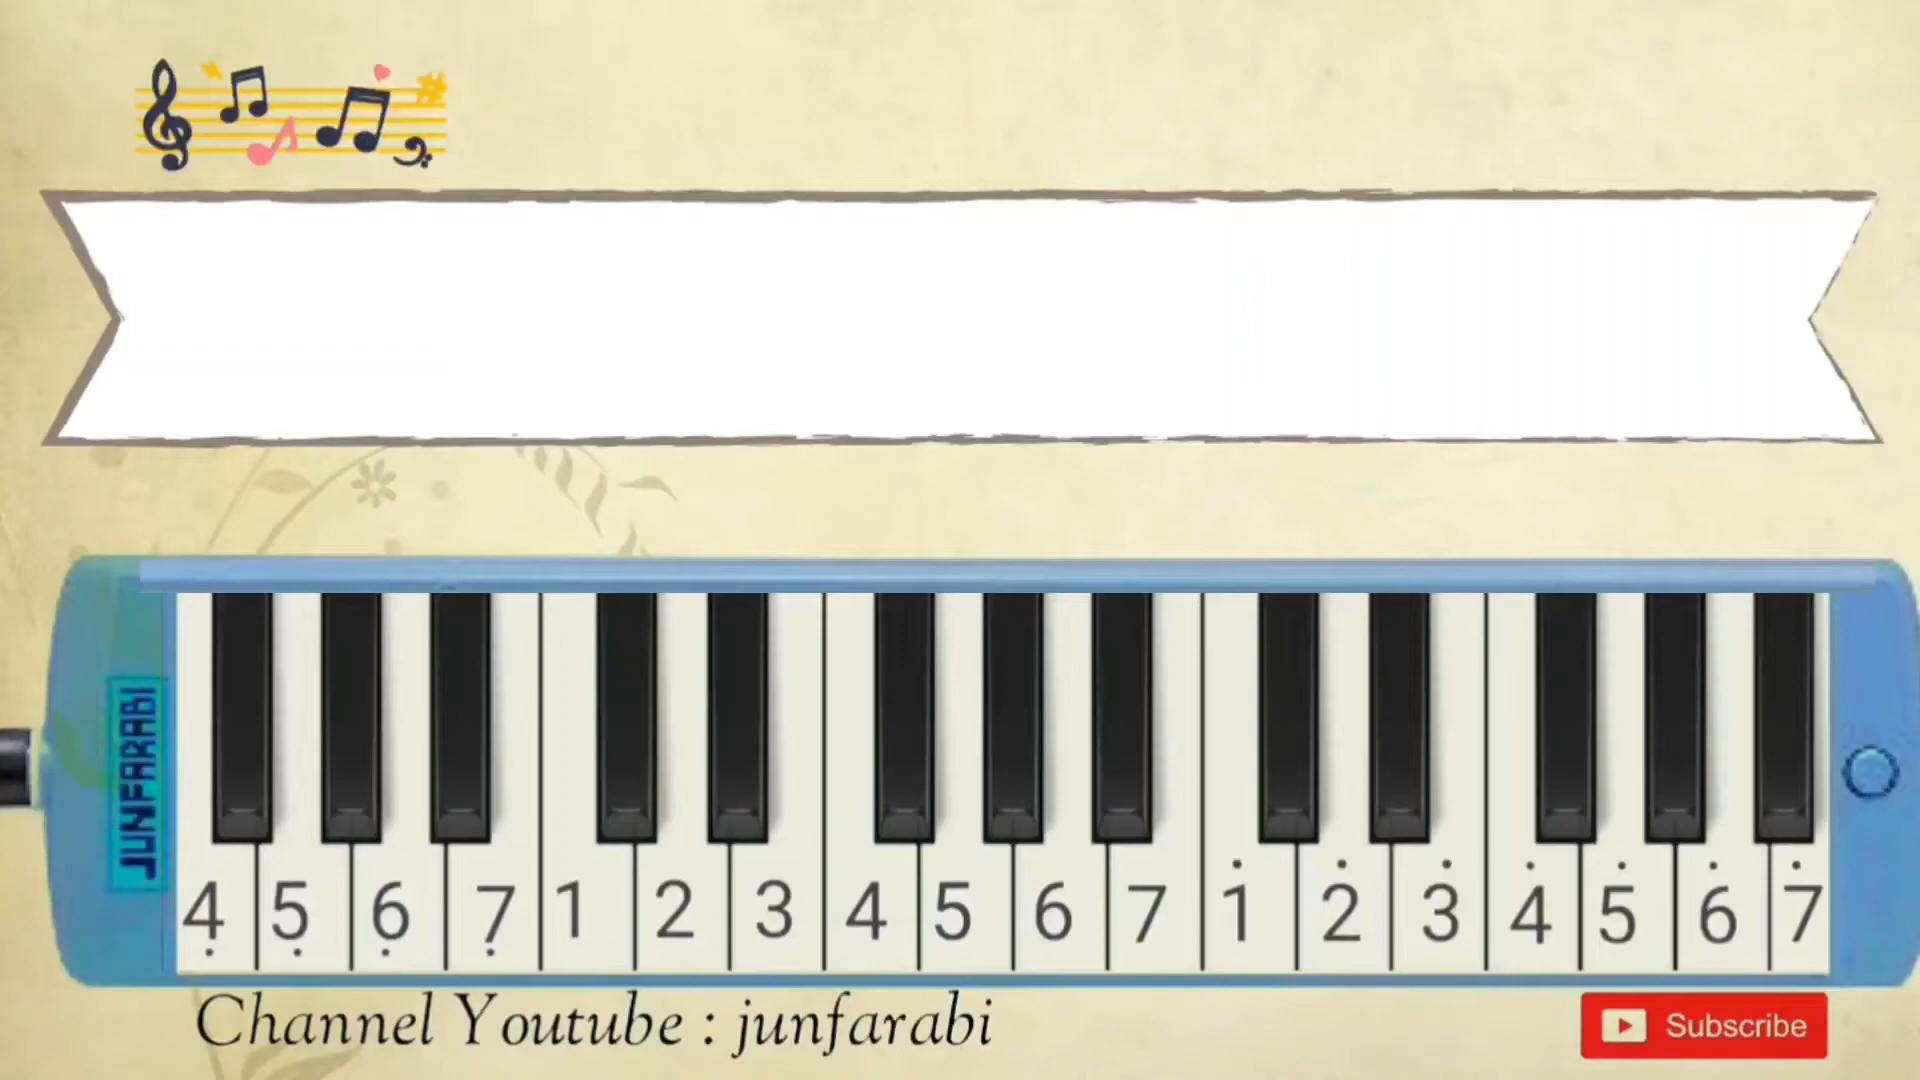 JUNFARABI
4̣ 5̣ 6̣ 7̣ 1 2 3 4 5 6 7 1̇ 2̇ 3̇ 4̇ 5̇ 6̇ 7̇
Channel Youtube : junfarabi
Subscribe